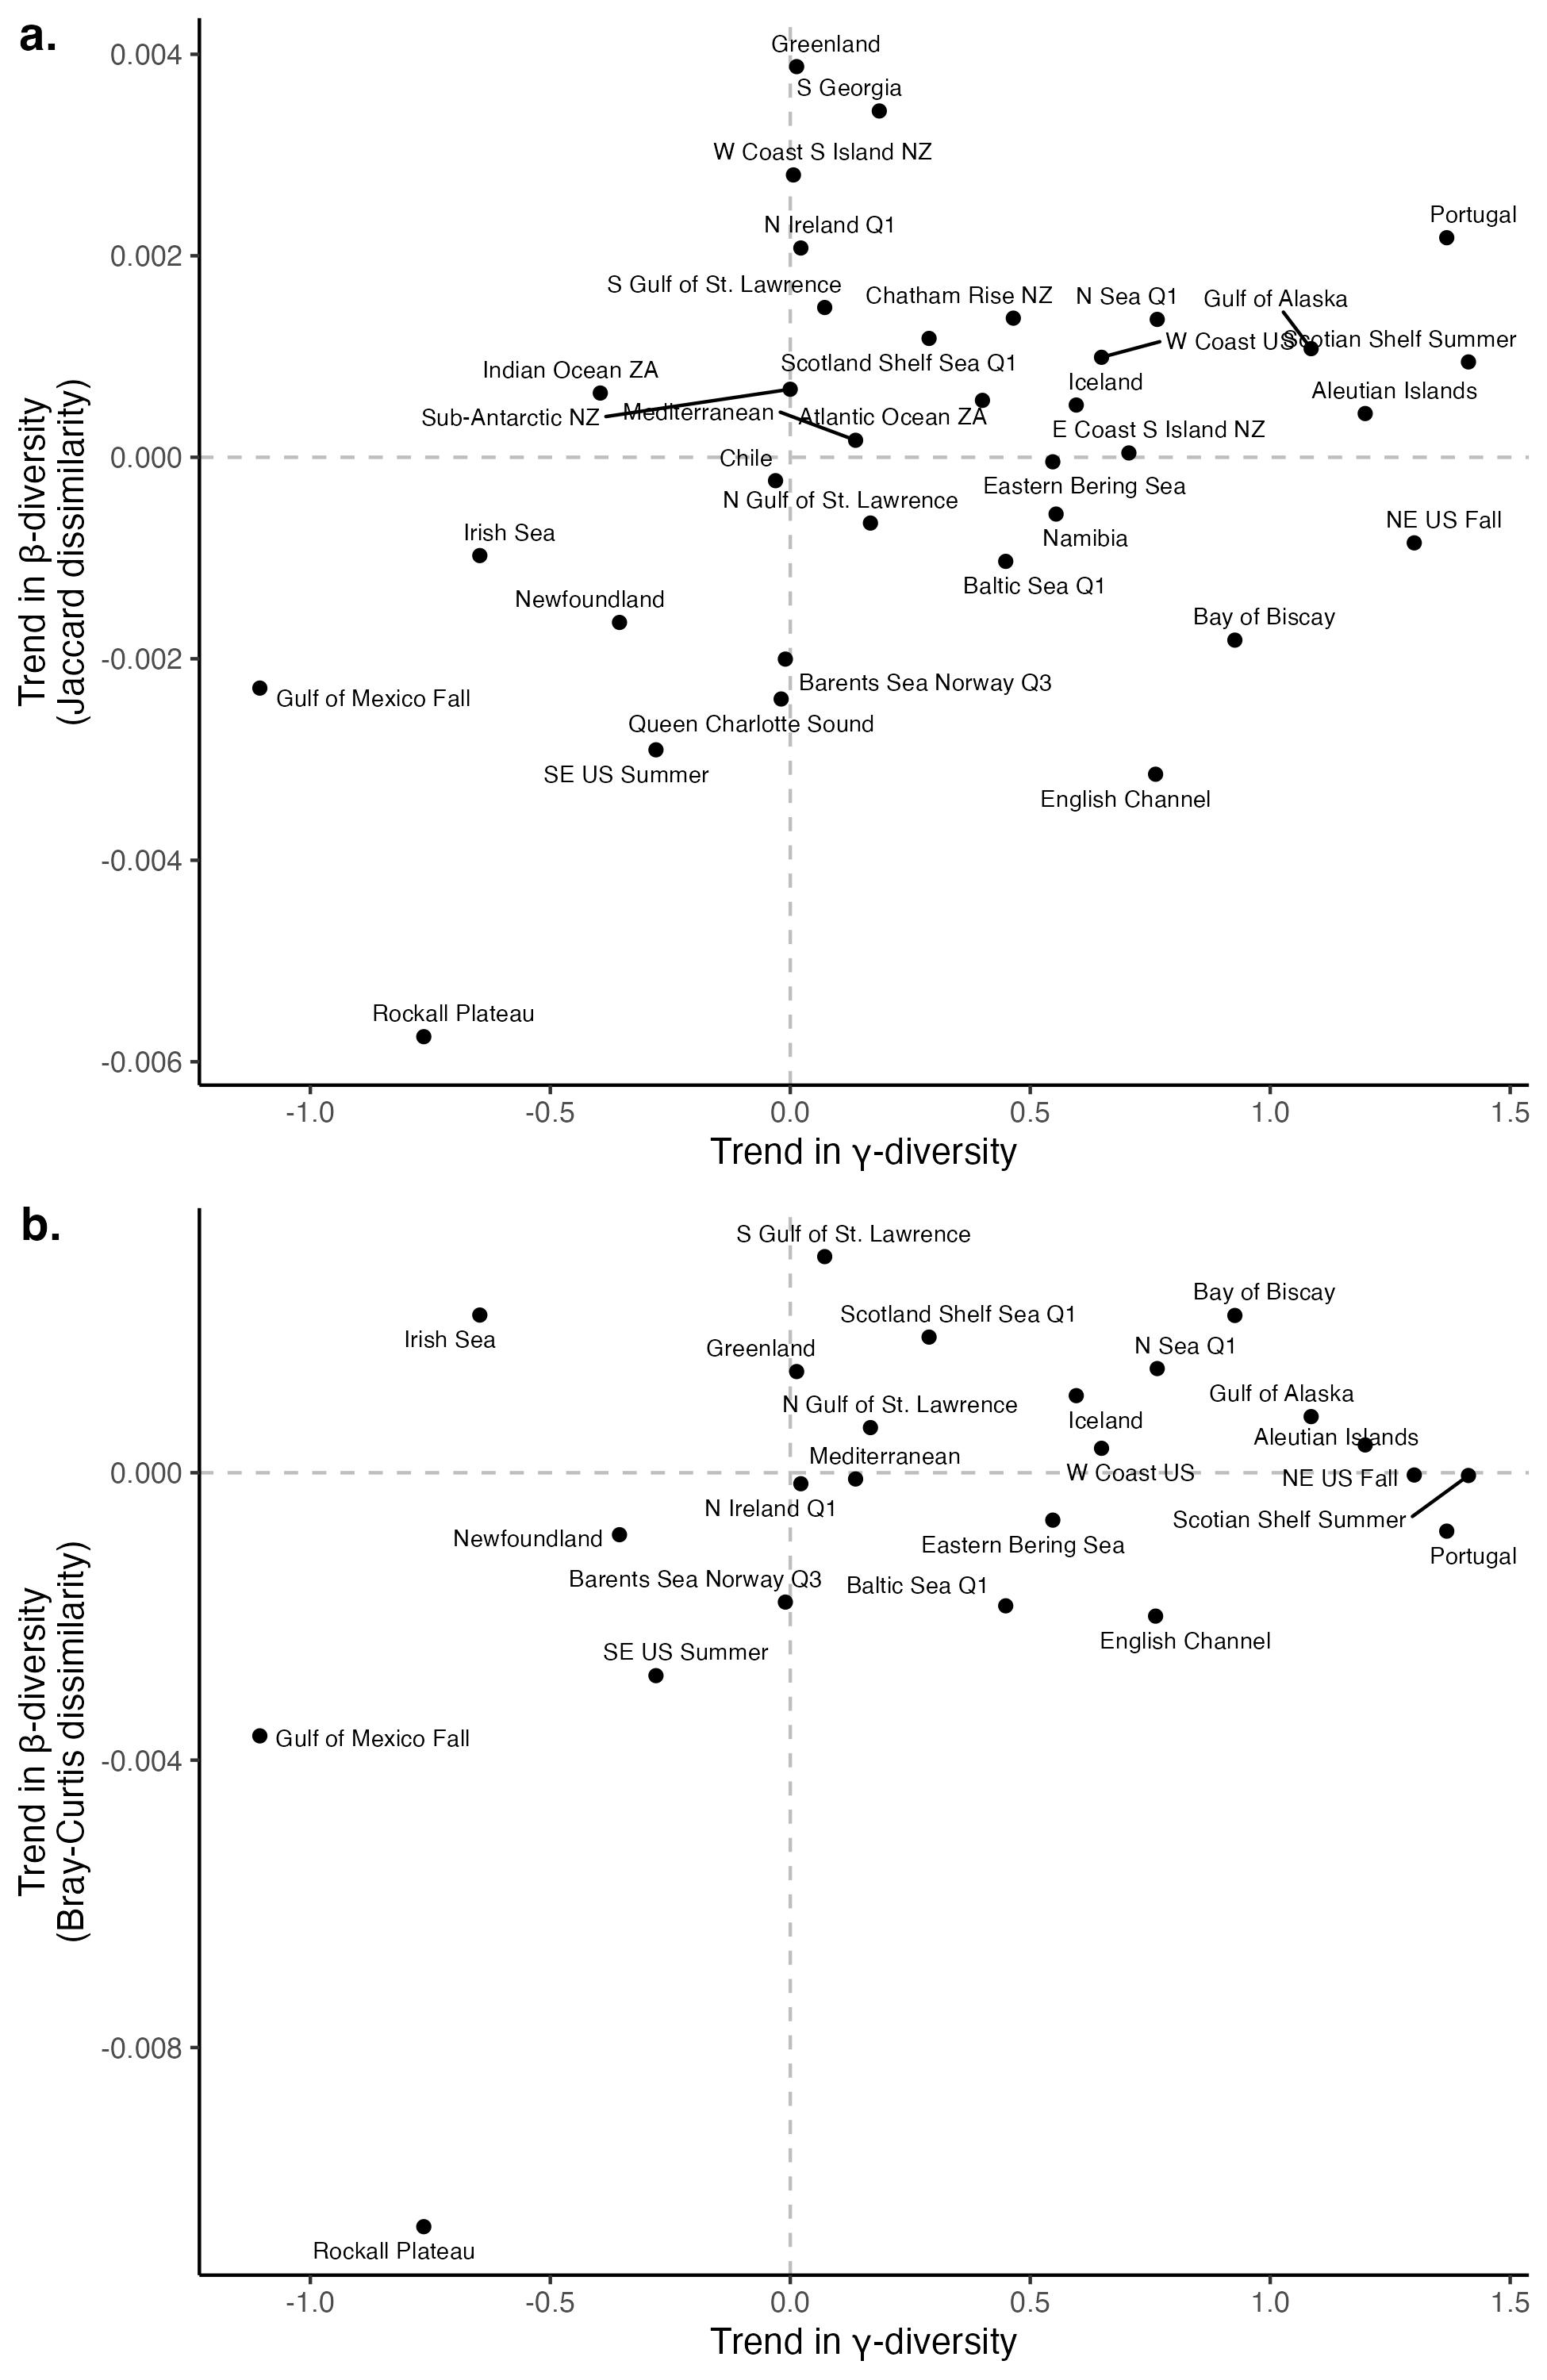 a.
0.004
0.002
0.000
-0.002
-0.004
-0.006
Trend in β-diversity
(Jaccard dissimilarity)
Greenland
S Georgia
W Coast S Island NZ
Portugal
N Ireland Q1
S Gulf of St. Lawrence
Chatham Rise NZ
N Sea Q1
Gulf of Alaska
W Coast US
Scotian Shelf Summer
Scotland Shelf Sea Q1
Indian Ocean ZA
Iceland
Aleutian Islands
Sub-Antarctic NZ
Mediterranean
Atlantic Ocean ZA
E Coast S Island NZ
Chile
Eastern Bering Sea
N Gulf of St. Lawrence
NE US Fall
Irish Sea
Namibia
Baltic Sea Q1
Newfoundland
Bay of Biscay
Barents Sea Norway Q3
Gulf of Mexico Fall
Queen Charlotte Sound
SE US Summer
English Channel
Rockall Plateau
-1.0
-0.5
0.0
0.5
1.0
1.5
Trend in γ-diversity
b.
0.000
-0.004
-0.008
Trend in β-diversity
(Bray-Curtis dissimilarity)
S Gulf of St. Lawrence
Bay of Biscay
Scotland Shelf Sea Q1
Irish Sea
Greenland
N Sea Q1
Gulf of Alaska
N Gulf of St. Lawrence
Iceland
Aleutian Islands
Mediterranean
W Coast US
NE US Fall
N Ireland Q1
Scotian Shelf Summer
Newfoundland
Eastern Bering Sea
Portugal
Barents Sea Norway Q3
Baltic Sea Q1
English Channel
SE US Summer
Gulf of Mexico Fall
Rockall Plateau
-1.0
-0.5
0.0
0.5
1.0
1.5
Trend in γ-diversity